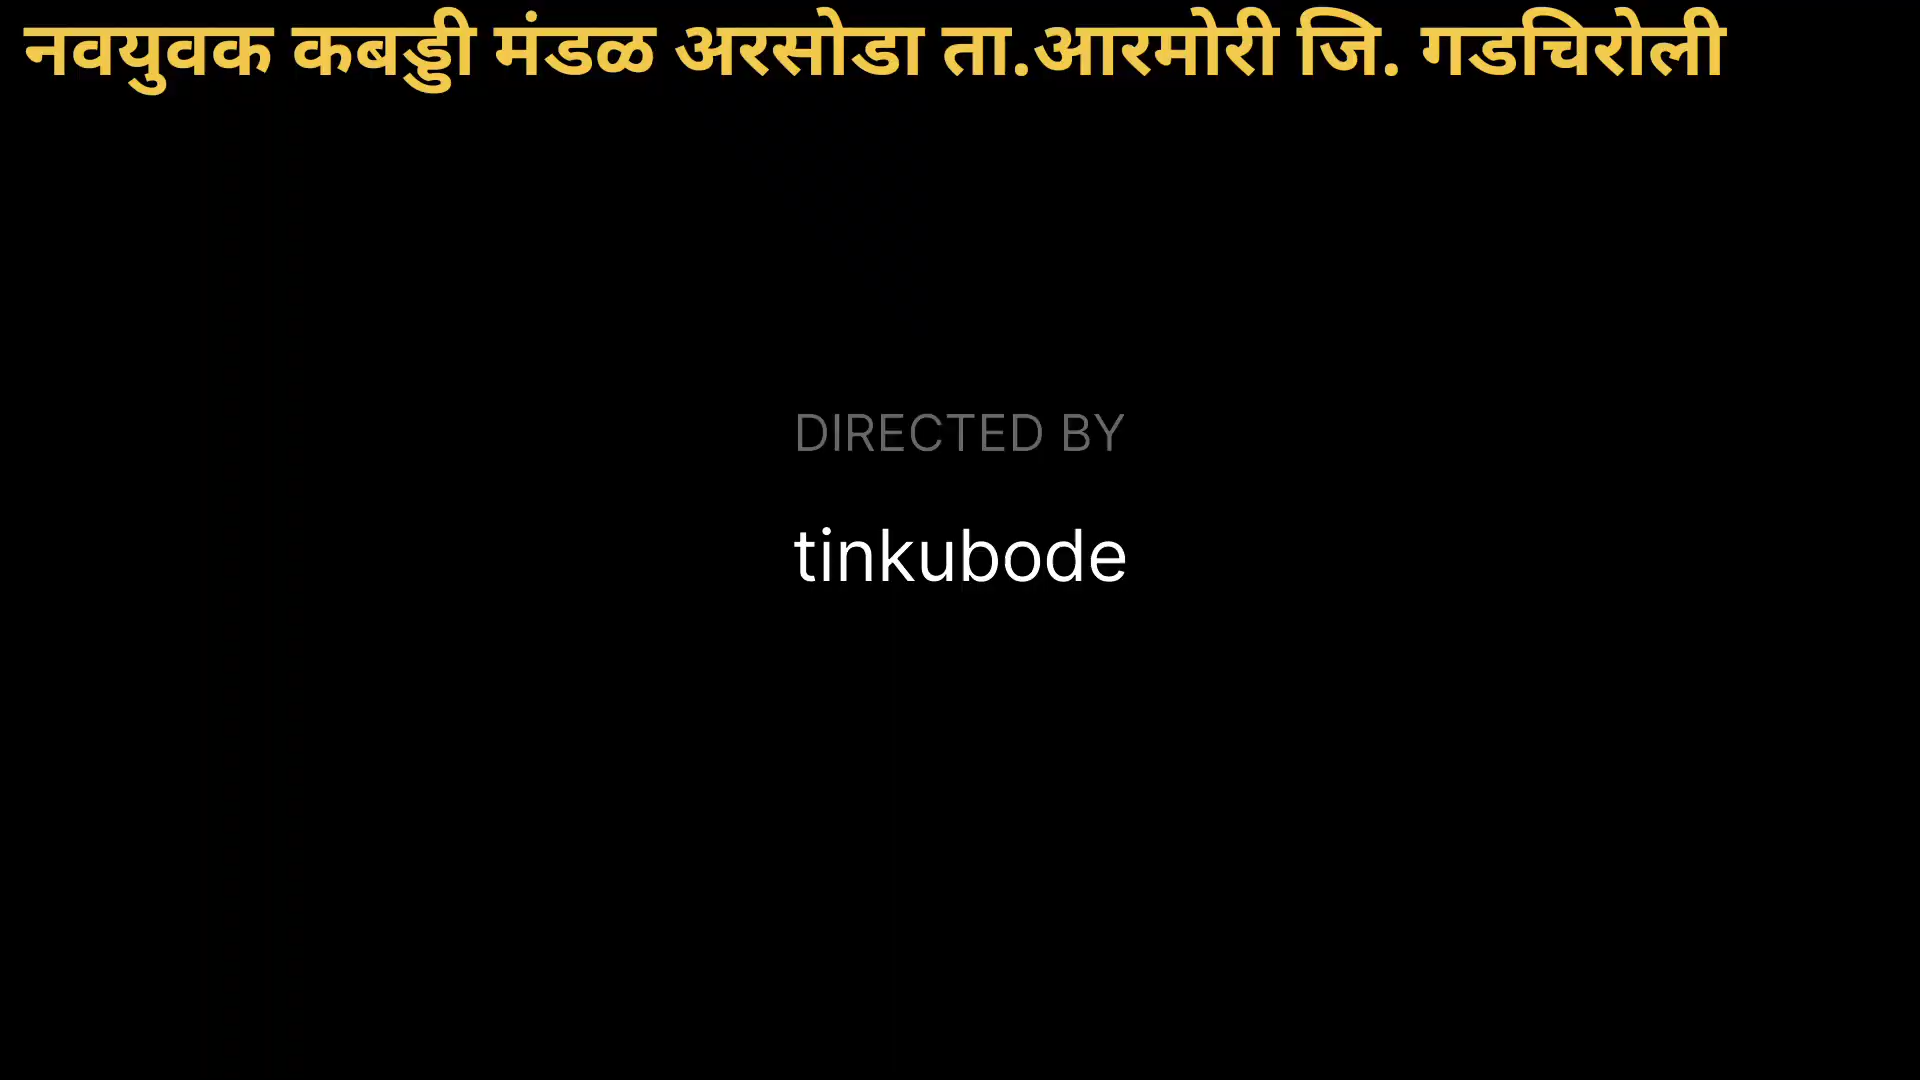 नवयुवक कबड्डी मंडळ अरसोडा ता.आरमोरी जि. गडचिरोली
DIRECTED BY
tinkubode